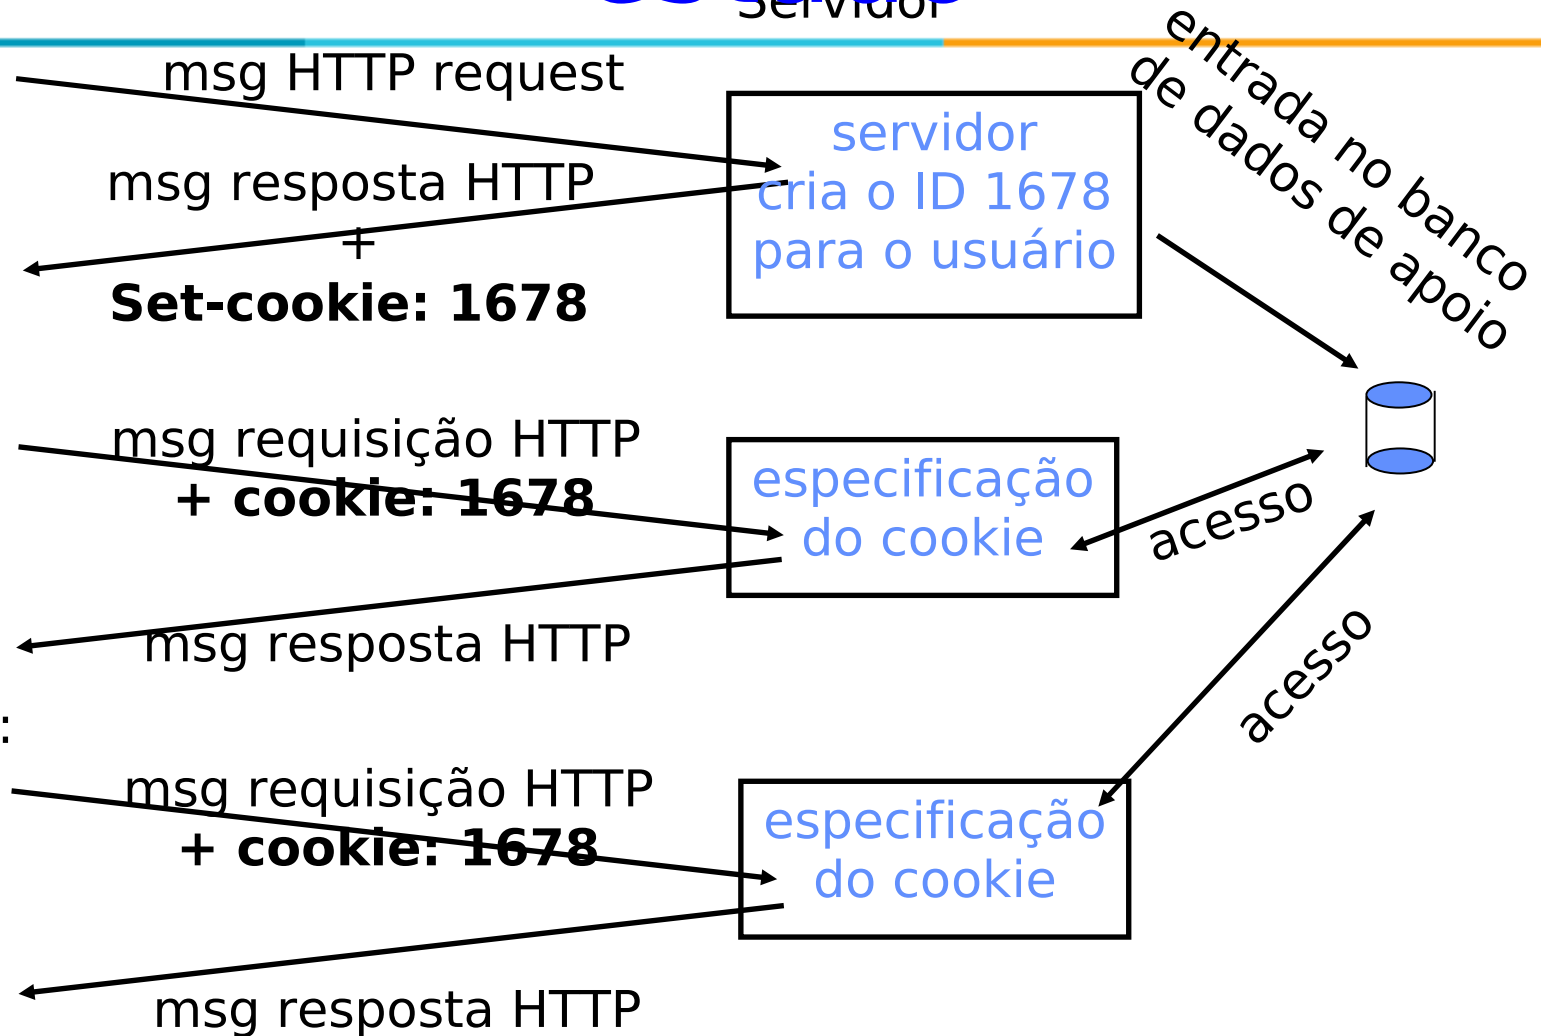 Servidor
msg HTTP request
servidor
cria o ID 1678
para o usuário
entrada no banco
de dados de apoio
msg resposta HTTP
+
Set-cookie: 1678
msg requisição HTTP
+ cookie: 1678
especificação
do cookie
acesso
msg resposta HTTP
acesso
:
msg requisição HTTP
+ cookie: 1678
especificação
do cookie
msg resposta HTTP